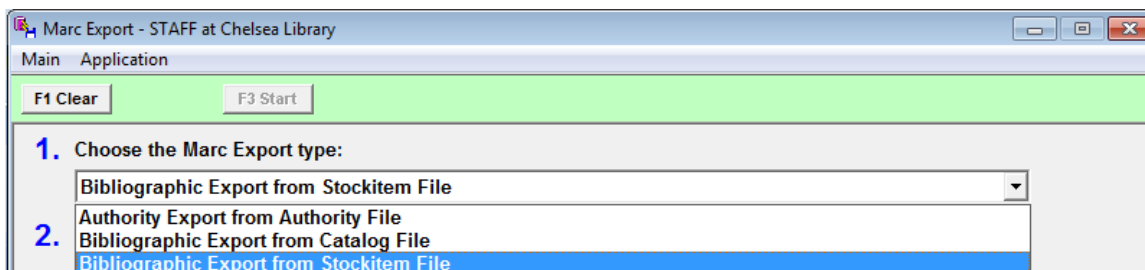 Marc Export - STAFF at Chelsea Library
Main Application
F1 Clear F3 Start
1. Choose the Marc Export type:
Bibliographic Export from Stockitem File
Authority Export from Authority File
2. Bibliographic Export from Catalog File
Bibliographic Export from Stockitem File